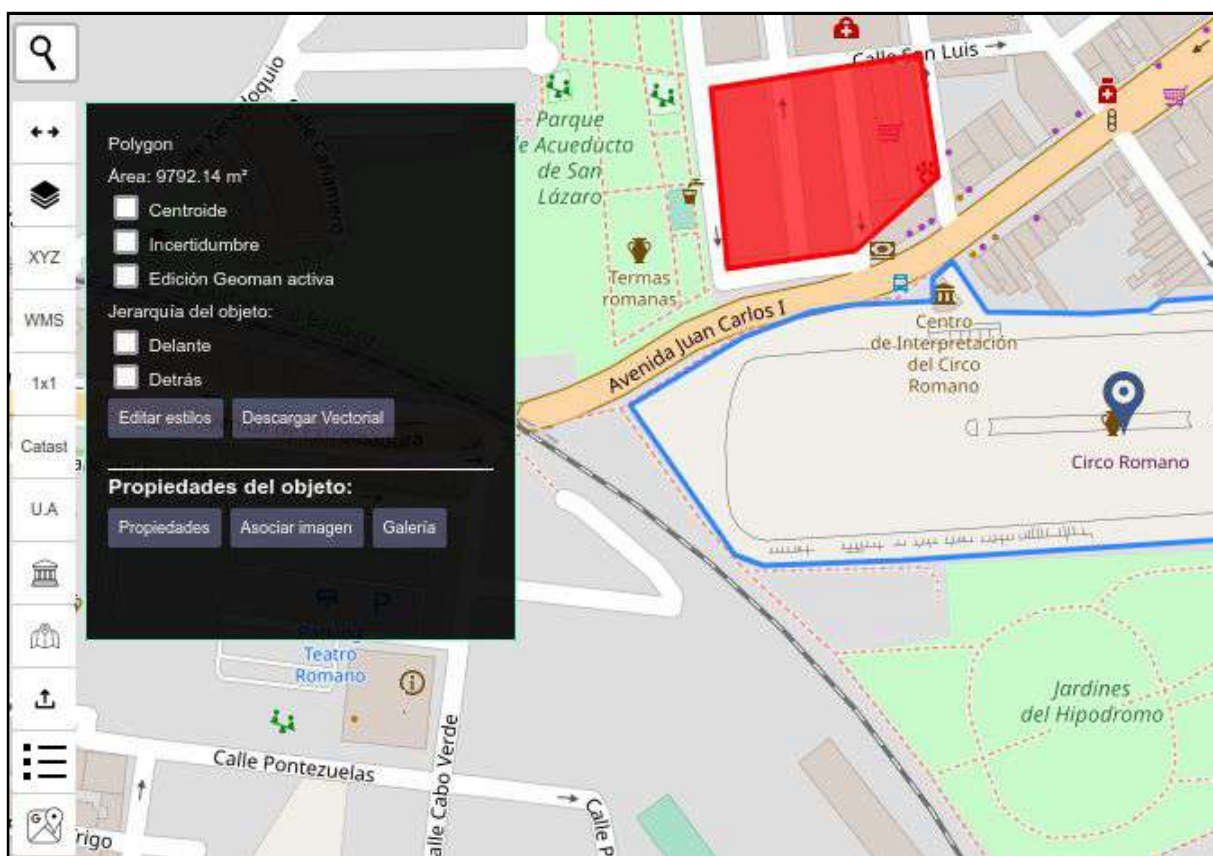 XYZ
WMS
1x1
Catast
U.A
Polygon
Área: 9792.14 m²
Centroide
Incertidumbre
Edición Geoman activa
Jerarquía del objeto:
Delante
Detrás
Editar estilos
Descargar Vectorial
Propiedades del objeto:
Propiedades
Asociar imagen
Galería
Calle San Luis
Parque
de Acueducto
de San
Lázaro
Termas
romanas
Avenida Juan Carlos I
Centro
de Interpretación
del Circo
Romano
Circo Romano
Jardines
del Hipodromo
P
Teatro
Romano
Calle Pontezuelas
alle Cabo Verde
Calle P
rigo
G